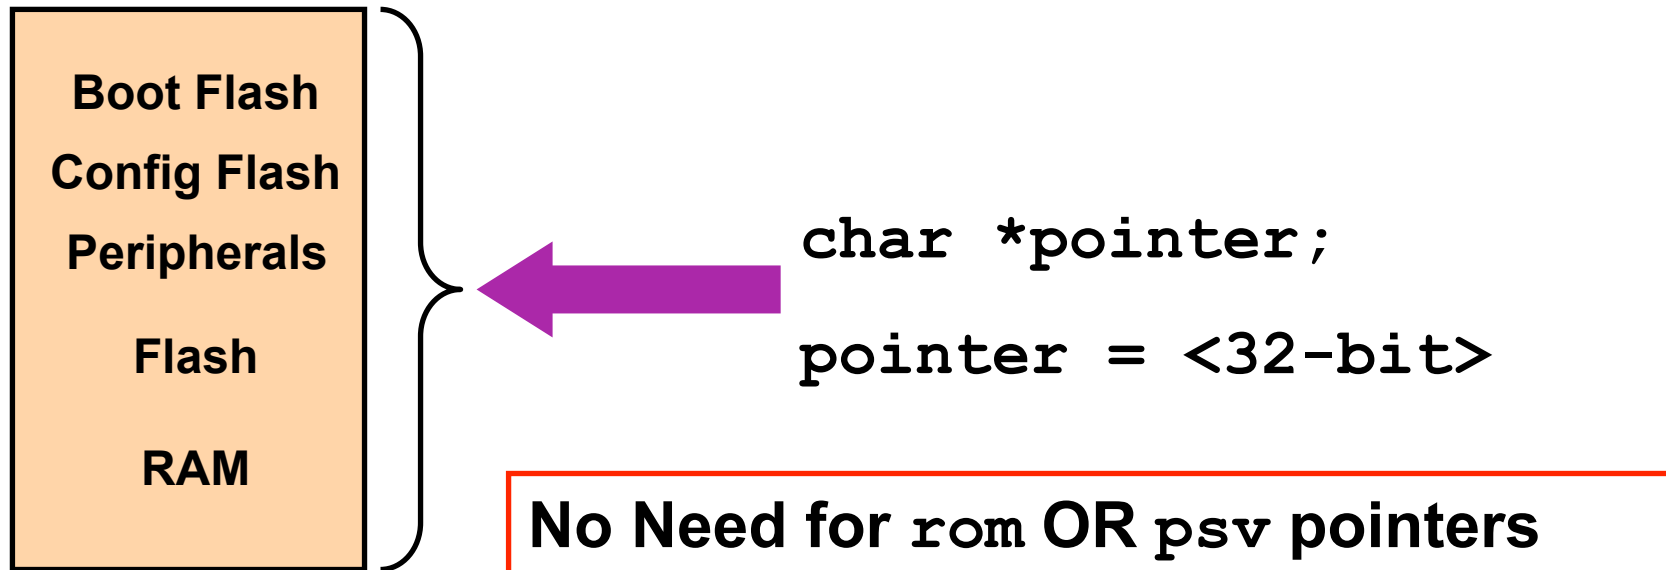 Boot Flash
Config Flash
Peripherals
Flash
RAM
char *pointer;
pointer = <32-bit>
No Need for rom OR psv pointers